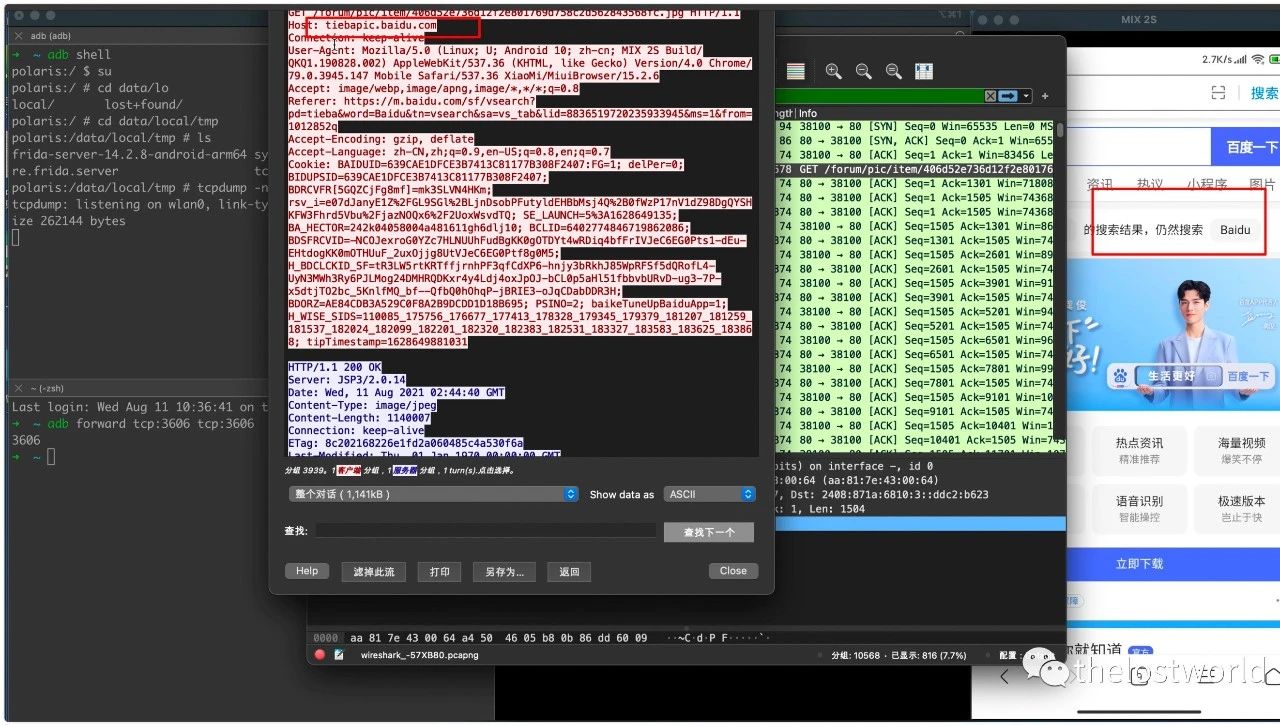 adb (adb)
→ ~ adb shell
polaris:/ $ su
polaris:/ # cd data/lo
local/ lost+found/
polaris:/ # cd data/local/tmp
polaris:/data/local/tmp # ls
frida-server-14.2.8-android-arm64 sy
re.frida.server tc
polaris:/data/local/tmp # tcpdump -n
tcpdump: listening on wlan0, link-ty
ize 262144 bytes
~ (-zsh)
Last login: Wed Aug 11 10:36:41 on t
→ ~ adb forward tcp:3606 tcp:3606
3606
→ ~
GET /forum/pic/item/406d52e736d12f2e801769d758c2d562843568fc.jpg HTTP/1.1
Host: tiebapic.baidu.com
Connection: keep-alive
User-Agent: Mozilla/5.0 (Linux; U; Android 10; zh-cn; MIX 2S Build/
QKQ1.190828.002) AppleWebKit/537.36 (KHTML, like Gecko) Version/4.0 Chrome/
79.0.3945.147 Mobile Safari/537.36 XiaoMi/MiuiBrowser/15.2.6
Accept: image/webp,image/apng,image/*,*/*;q=0.8
Referer: https://m.baidu.com/sf/vsearch?
pd=tieba&word=Baidu&tn=vsearch&sa=vs_tab&lid=8836519720235933945&ms=1&from=
1012852q
Accept-Encoding: gzip, deflate
Accept-Language: zh-CN,zh;q=0.9,en-US;q=0.8,en;q=0.7
Cookie: BAIDUID=639CAE1DFCE3B7413C81177B308F2407:FG=1; delPer=0;
BIDUPSID=639CAE1DFCE3B7413C81177B308F2407;
BDRCVFR[5GQZCjFg8mf]=mk3SLVN4HKm;
rsv_i=e07dJanyE1Z%2FGL9SGl%2BLjnDsobPFutyldEHBbMsj4Q%2B0fWzP17nV1dZ98DgQYSH
KFW3Fhrd5Vbu%2FjazNOQx6%2F2UoxWsvdTQ; SE_LAUNCH=5%3A1628649135;
BA_HECTOR=242k04058004a481611gh6dlj10; BCLID=6402774846719862086;
BDSFRCVID=-NCOJexroG0YZc7HLNUUhFudBgKK0gOTDYt4wRDiq4bfFrIVJeC6EG0Pts1-dEu-
EHtdogKK0mOTHUuF_2uxOjjg8UtVJeC6EG0Ptf8g0M5;
H_BDCLCKID_SF=tR3LW5rtKRTffjrnhPF3qfCdXP6-hnjy3bRkhJ85WpRFSf5dQRofL4-
UyN3MWh3Ry6PJLMog24DMHRQDKxr4y4Ldj4oxJpOJ-bCL0p5aHl51fbbvbURvD-ug3-7P-
x5dtjTO2bc_5KnlfMQ_bf--QfbQ0hOhqP-jBRIE3-oJqCDabDDR3H;
BDORZ=AE84CDB3A529C0F8A2B9DCDD1D18B695; PSINO=2; baikeTuneUpBaiduApp=1;
H_WISE_SIDS=110085_175756_176677_177413_178328_179345_179379_181207_181259_
181537_182024_182099_182201_182320_182383_182531_183327_183583_183625_18386
8; tipTimestamp=1628649881031
HTTP/1.1 200 OK
Server: JSP3/2.0.14
Date: Wed, 11 Aug 2021 02:44:40 GMT
Content-Type: image/jpeg
Content-Length: 1140007
Connection: keep-alive
ETag: 8c202168226e1fd2a060485c4a530f6a
Last-Modified: Thu, 01 Jan 1970 00:00:00 GMT
分组 3939。1 客户端 分组, 1 服务器 分组, 1 turn(s).点击选择。
整个对话 (1,141kB) Show data as ASCII
查找: 查找下一个
Help 滤掉此流 打印 另存为… 返回 Close
ngtl Info
94 38100 → 80 [SYN] Seq=0 Win=65535 Len=0 MS
86 80 → 38100 [SYN, ACK] Seq=0 Ack=1 Win=655
74 38100 → 80 [ACK] Seq=1 Ack=1 Win=83456 Le
578 GET /forum/pic/item/406d52e736d12f2e80176
74 80 → 38100 [ACK] Seq=1 Ack=1301 Win=71808
374 80 → 38100 [ACK] Seq=1 Ack=1505 Win=74368
374 80 → 38100 [ACK] Seq=1 Ack=1505 Win=74368
74 38100 → 80 [ACK] Seq=1505 Ack=1301 Win=86
374 80 → 38100 [ACK] Seq=1301 Ack=1505 Win=74
74 38100 → 80 [ACK] Seq=1505 Ack=2601 Win=89
374 80 → 38100 [ACK] Seq=2601 Ack=1505 Win=74
74 38100 → 80 [ACK] Seq=1505 Ack=3901 Win=91
374 80 → 38100 [ACK] Seq=3901 Ack=1505 Win=74
74 38100 → 80 [ACK] Seq=1505 Ack=5201 Win=94
374 80 → 38100 [ACK] Seq=5201 Ack=1505 Win=74
74 38100 → 80 [ACK] Seq=1505 Ack=6501 Win=96
374 80 → 38100 [ACK] Seq=6501 Ack=1505 Win=74
74 38100 → 80 [ACK] Seq=1505 Ack=7801 Win=99
374 80 → 38100 [ACK] Seq=7801 Ack=1505 Win=74
74 38100 → 80 [ACK] Seq=1505 Ack=9101 Win=10
374 80 → 38100 [ACK] Seq=9101 Ack=1505 Win=74
74 38100 → 80 [ACK] Seq=1505 Ack=10401 Win=1
374 80 → 38100 [ACK] Seq=10401 Ack=1505 Win=74
bits) on interface -, id 0
3:00:64 (aa:81:7e:43:00:64)
7, Dst: 2408:871a:6810:3::ddc2:b623
k: 1, Len: 1504
0000 aa 81 7e 43 00 64 a4 50 46 05 b8 0b 86 dd 60 09 ··~C·d·P F·····`·
wireshark_-57XB80.pcapng 分组: 10568 · 已显示: 816 (7.7%) 配置:
MIX 2S
2.7K/s
搜索
百度一下
资讯 热议 小程序 图片
的搜索结果，仍然搜索 Baidu
生活更好 百度一下
热点资讯 海量视频
精准推荐 爆笑不停
语音识别 极速版本
智能操控 岂止于快
立即下载
你就知道 官方
thelostworld